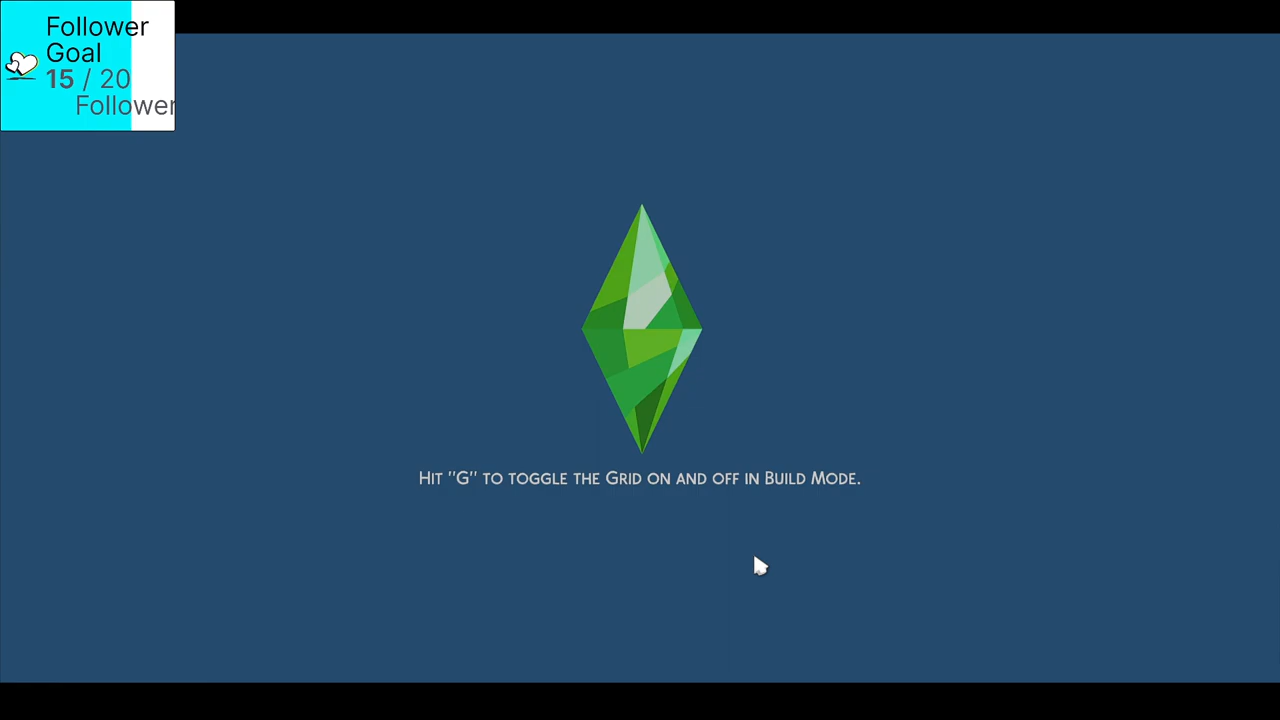 Follower
Goal
15 / 20
Follower
Hit "G" to toggle the Grid on and off in Build Mode.